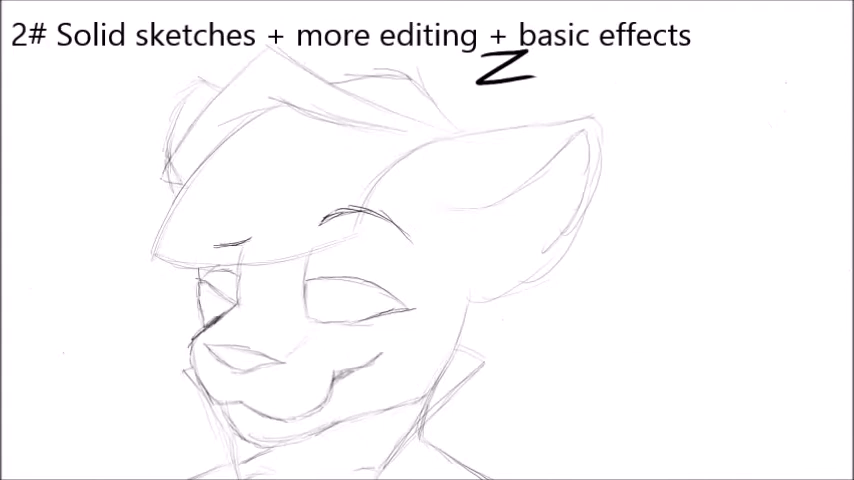 2# Solid sketches + more editing + basic effects
Z